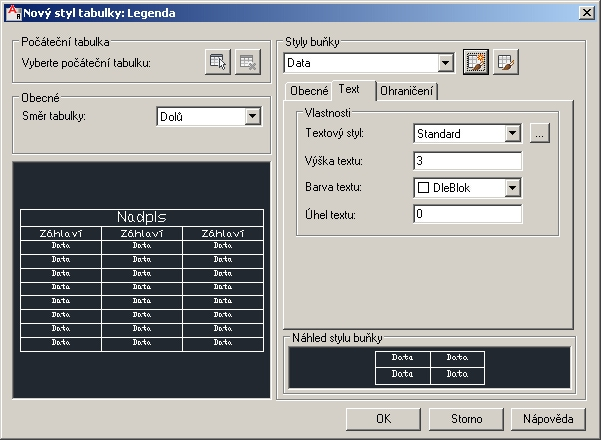 Nový styl tabulky: Legenda
Počáteční tabulka
Vyberte počáteční tabulku:
Obecné
Směr tabulky: Dolů
Nadpis
Záhlaví Záhlaví Záhlaví
Data Data Data
Data Data Data
Data Data Data
Data Data Data
Data Data Data
Data Data Data
Data Data Data
Data Data Data
Styly buňky
Data
Obecné Text Ohraničení
Vlastnosti
Textový styl: Standard ...
Výška textu: 3
Barva textu: DleBlok
Úhel textu: 0
Náhled stylu buňky
Data Data
Data Data
OK Storno Nápověda